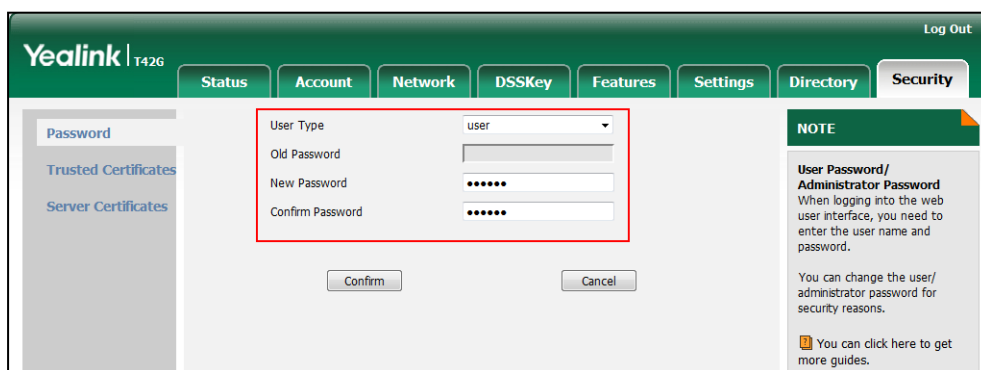 Log Out
Yealink T42G
Status Account Network DSSKey Features Settings Directory Security
Password
Trusted Certificates
Server Certificates
User Type user
Old Password
New Password ••••••
Confirm Password ••••••
Confirm Cancel
NOTE
User Password/
Administrator Password
When logging into the web
user interface, you need to
enter the user name and
password.
You can change the user/
administrator password for
security reasons.
You can click here to get
more guides.